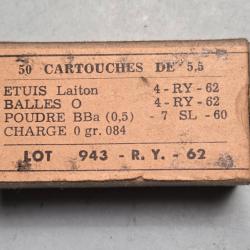 50 CARTOUCHES DE 5,5
ETUIS Laiton 4 - RY - 62
BALLES O 4 - RY - 62
POUDRE BBa (0,5) - 7 SL - 60
CHARGE 0 gr. 084
LOT 943 - R. Y. - 62